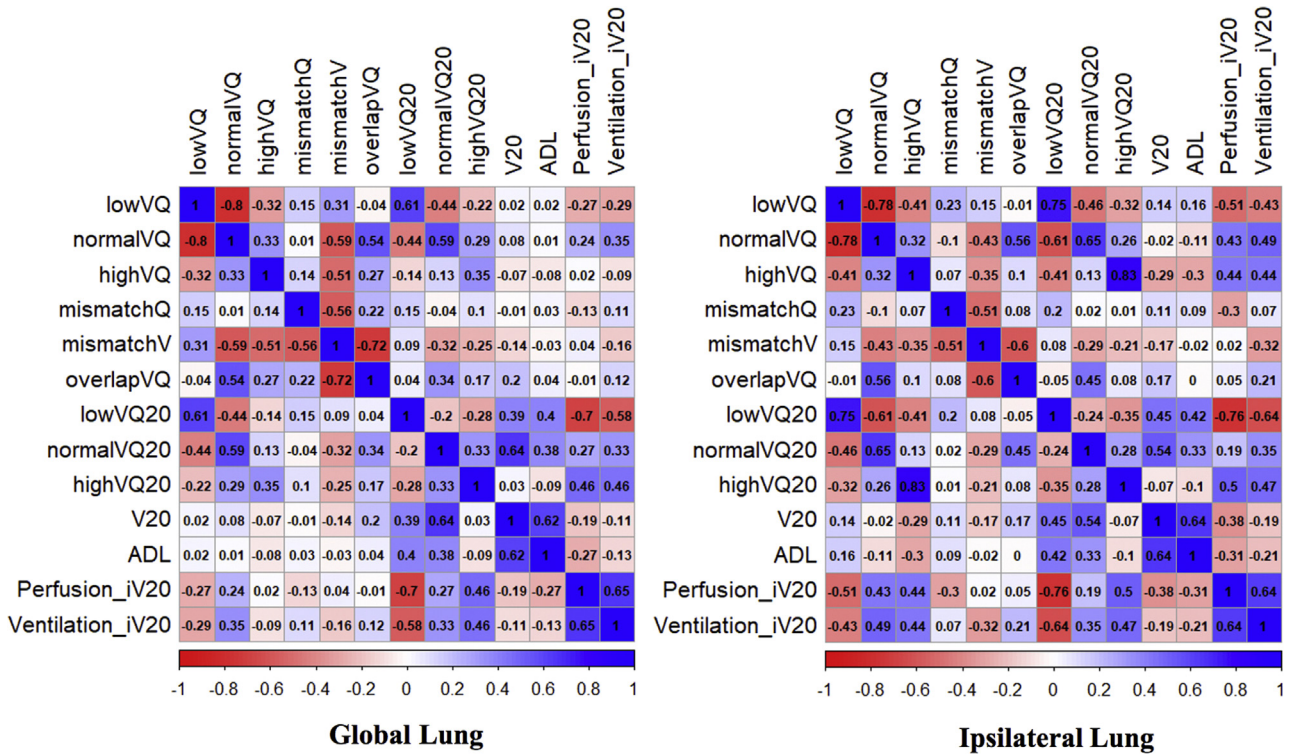 lowVQ normalVQ highVQ mismatchQ mismatchV overlapVQ lowVQ20 normalVQ20 highVQ20 V20 ADL Perfusion_iV20 Ventilation_iV20
lowVQ 1 -0.8 -0.32 0.15 0.31 -0.04 0.61 -0.44 -0.22 0.02 0.02 -0.27 -0.29
normalVQ -0.8 1 0.33 0.01 -0.59 0.54 -0.44 0.59 0.29 0.08 0.01 0.24 0.35
highVQ -0.32 0.33 1 0.14 -0.51 0.27 -0.14 0.13 0.35 -0.07 -0.08 0.02 -0.09
mismatchQ 0.15 0.01 0.14 1 -0.56 0.22 0.15 -0.04 0.1 -0.01 0.03 -0.13 0.11
mismatchV 0.31 -0.59 -0.51 -0.56 1 -0.72 0.09 -0.32 -0.25 -0.14 -0.03 0.04 -0.16
overlapVQ -0.04 0.54 0.27 0.22 -0.72 1 0.04 0.34 0.17 0.2 0.04 -0.01 0.12
lowVQ20 0.61 -0.44 -0.14 0.15 0.09 0.04 1 -0.2 -0.28 0.39 0.4 -0.7 -0.58
normalVQ20 -0.44 0.59 0.13 -0.04 -0.32 0.34 -0.2 1 0.33 0.64 0.38 0.27 0.33
highVQ20 -0.22 0.29 0.35 0.1 -0.25 0.17 -0.28 0.33 1 0.03 -0.09 0.46 0.46
V20 0.02 0.08 -0.07 -0.01 -0.14 0.2 0.39 0.64 0.03 1 0.62 -0.19 -0.11
ADL 0.02 0.01 -0.08 0.03 -0.03 0.04 0.4 0.38 -0.09 0.62 1 -0.27 -0.13
Perfusion_iV20 -0.27 0.24 0.02 -0.13 0.04 -0.01 -0.7 0.27 0.46 -0.19 -0.27 1 0.65
Ventilation_iV20 -0.29 0.35 -0.09 0.11 -0.16 0.12 -0.58 0.33 0.46 -0.11 -0.13 0.65 1
-1 -0.8 -0.6 -0.4 -0.2 0 0.2 0.4 0.6 0.8 1
Global Lung
lowVQ normalVQ highVQ mismatchQ mismatchV overlapVQ lowVQ20 normalVQ20 highVQ20 V20 ADL Perfusion_iV20 Ventilation_iV20
lowVQ 1 -0.78 -0.41 0.23 0.15 -0.01 0.75 -0.46 -0.32 0.14 0.16 -0.51 -0.43
normalVQ -0.78 1 0.32 -0.1 -0.43 0.56 -0.61 0.65 0.26 -0.02 -0.11 0.43 0.49
highVQ -0.41 0.32 1 0.07 -0.35 0.1 -0.41 0.13 0.83 -0.29 -0.3 0.44 0.44
mismatchQ 0.23 -0.1 0.07 1 -0.51 0.08 0.2 0.02 0.01 0.11 0.09 -0.3 0.07
mismatchV 0.15 -0.43 -0.35 -0.51 1 -0.6 0.08 -0.29 -0.21 -0.17 -0.02 0.02 -0.32
overlapVQ -0.01 0.56 0.1 0.08 -0.6 1 -0.05 0.45 0.08 0.17 0 0.05 0.21
lowVQ20 0.75 -0.61 -0.41 0.2 0.08 -0.05 1 -0.24 -0.35 0.45 0.42 -0.76 -0.64
normalVQ20 -0.46 0.65 0.13 0.02 -0.29 0.45 -0.24 1 0.28 0.54 0.33 0.19 0.35
highVQ20 -0.32 0.26 0.83 0.01 -0.21 0.08 -0.35 0.28 1 -0.07 -0.1 0.5 0.47
V20 0.14 -0.02 -0.29 0.11 -0.17 0.17 0.45 0.54 -0.07 1 0.64 -0.38 -0.19
ADL 0.16 -0.11 -0.3 0.09 -0.02 0 0.42 0.33 -0.1 0.64 1 -0.31 -0.21
Perfusion_iV20 -0.51 0.43 0.44 -0.3 0.02 0.05 -0.76 0.19 0.5 -0.38 -0.31 1 0.64
Ventilation_iV20 -0.43 0.49 0.44 0.07 -0.32 0.21 -0.64 0.35 0.47 -0.19 -0.21 0.64 1
-1 -0.8 -0.6 -0.4 -0.2 0 0.2 0.4 0.6 0.8 1
Ipsilateral Lung